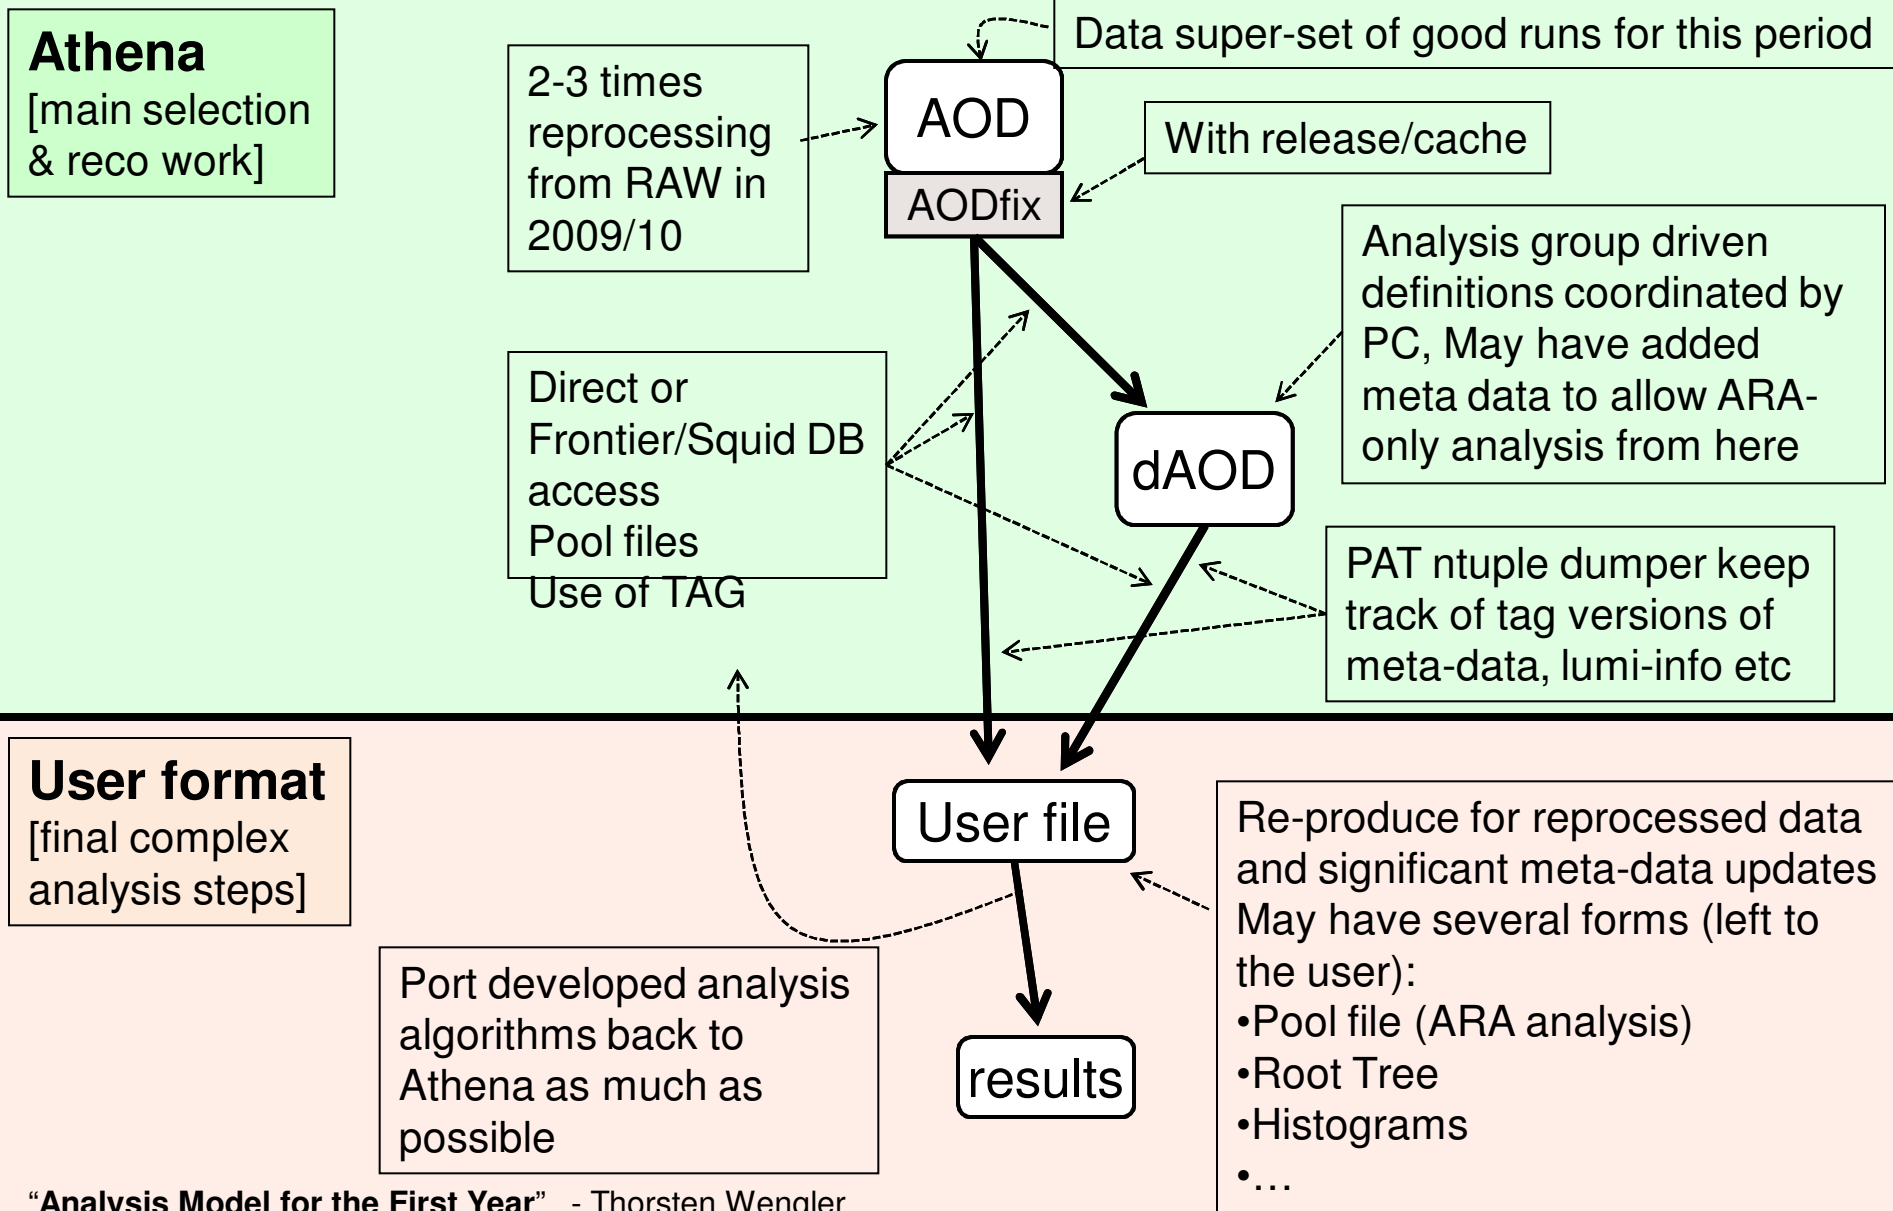 Athena
[main selection
& reco work]
2-3 times
reprocessing
from RAW in
2009/10
Data super-set of good runs for this period
AOD
AODfix
With release/cache
Analysis group driven
definitions coordinated by
PC, May have added
meta data to allow ARA-
only analysis from here
Direct or
Frontier/Squid DB
access
Pool files
Use of TAG
dAOD
PAT ntuple dumper keep
track of tag versions of
meta-data, lumi-info etc
User format
[final complex
analysis steps]
User file
Re-produce for reprocessed data
and significant meta-data updates
May have several forms (left to
the user):
•Pool file (ARA analysis)
•Root Tree
•Histograms
•…
Port developed analysis
algorithms back to
Athena as much as
possible
results
“Analysis Model for the First Year” - Thorsten Wengler